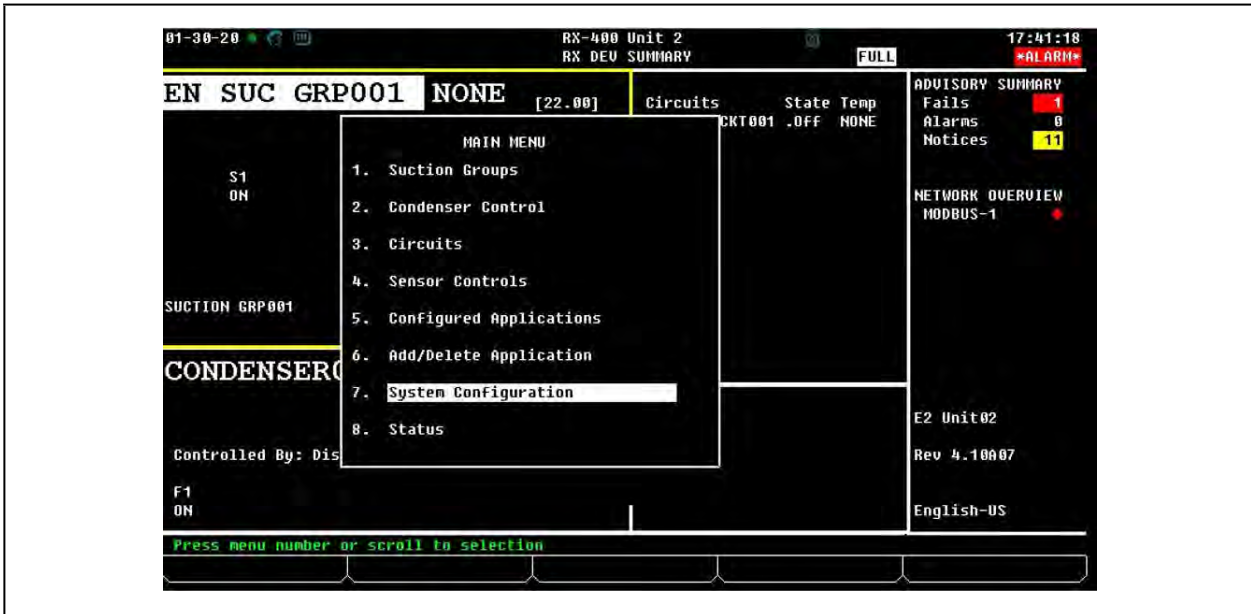 01-30-20
RX-400 Unit 2
17:41:18
RX DEV SUMMARY
FULL
*ALARM*
EN SUC GRP001 NONE [22.00]
Circuits State Temp
CKT001 .Off NONE
S1
ON
SUCTION GRP001
CONDENSER
Controlled By: Dis
F1
ON
MAIN MENU
1. Suction Groups
2. Condenser Control
3. Circuits
4. Sensor Controls
5. Configured Applications
6. Add/Delete Application
7. System Configuration
8. Status
ADVISORY SUMMARY
Fails 1
Alarms 0
Notices 11
NETWORK OVERVIEW
MODBUS-1
E2 Unit02
Rev 4.10A07
English-US
Press menu number or scroll to selection